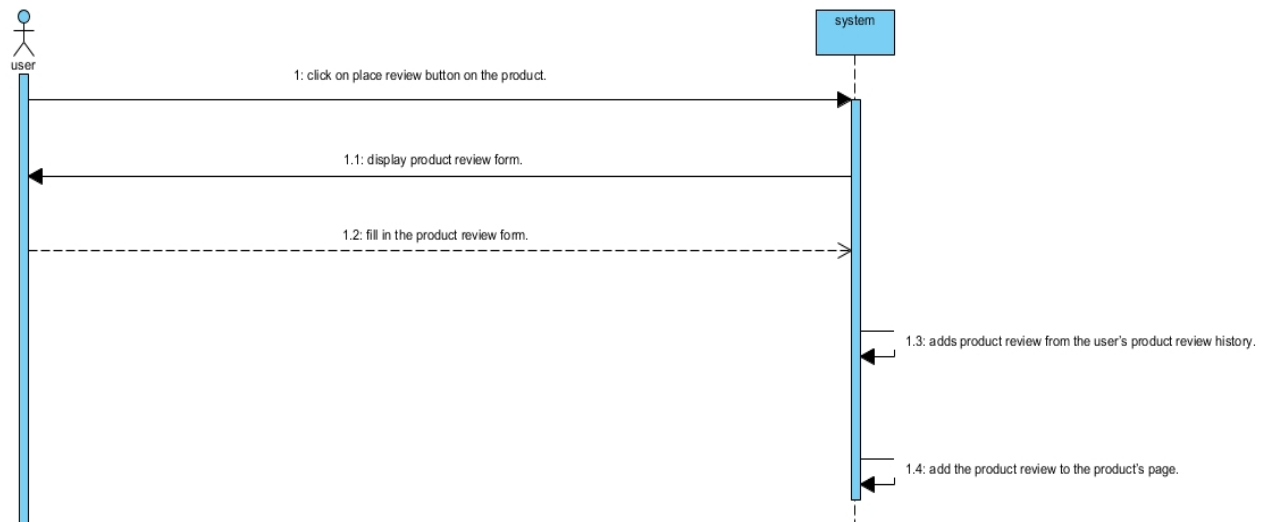 user
system
1: click on place review button on the product.
1.1: display product review form.
1.2: fill in the product review form.
1.3: adds product review from the user's product review history.
1.4: add the product review to the product's page.